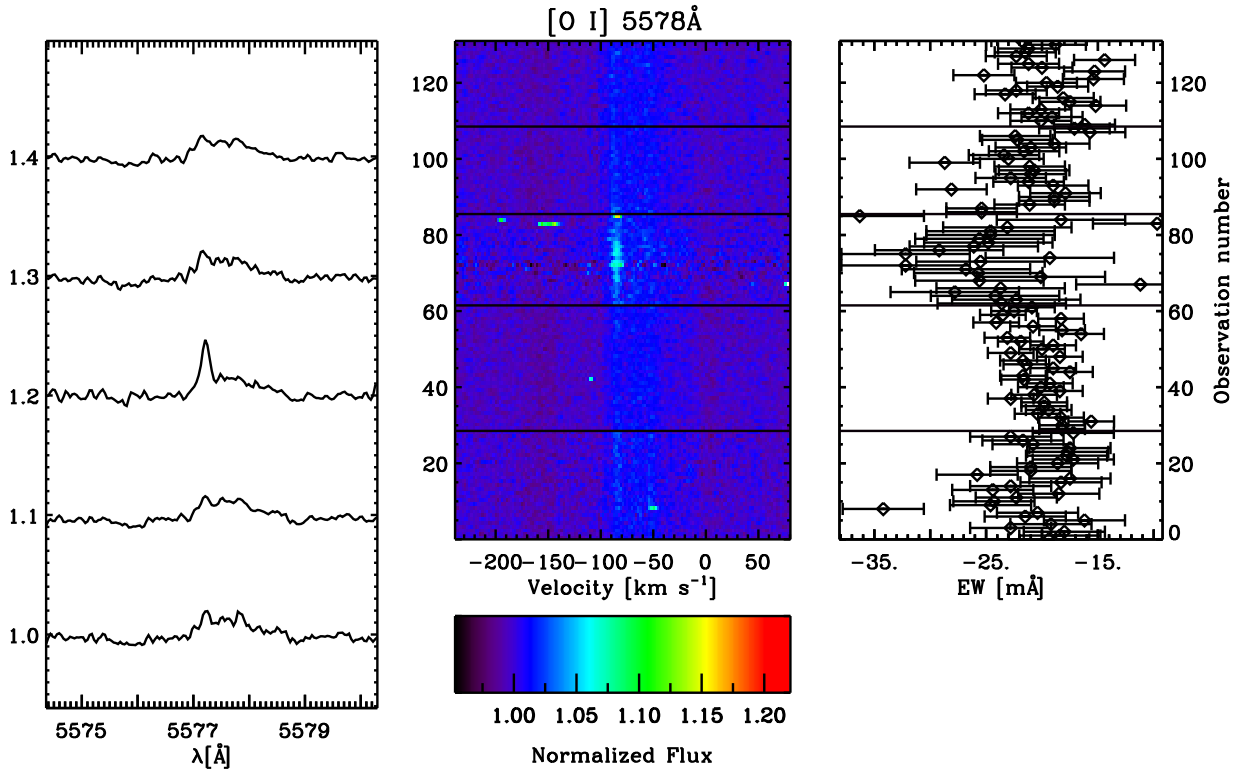 [O I] 5578Å
1.4
1.3
1.2
1.1
1.0
5575 5577 5579
λ[Å]
120
100
80
60
40
20
-200 -150 -100 -50 0 50
Velocity [km s⁻¹]
1.00 1.05 1.10 1.15 1.20
Normalized Flux
120
100
80
60
40
20
0
Observation number
-35. -25. -15.
EW [mÅ]